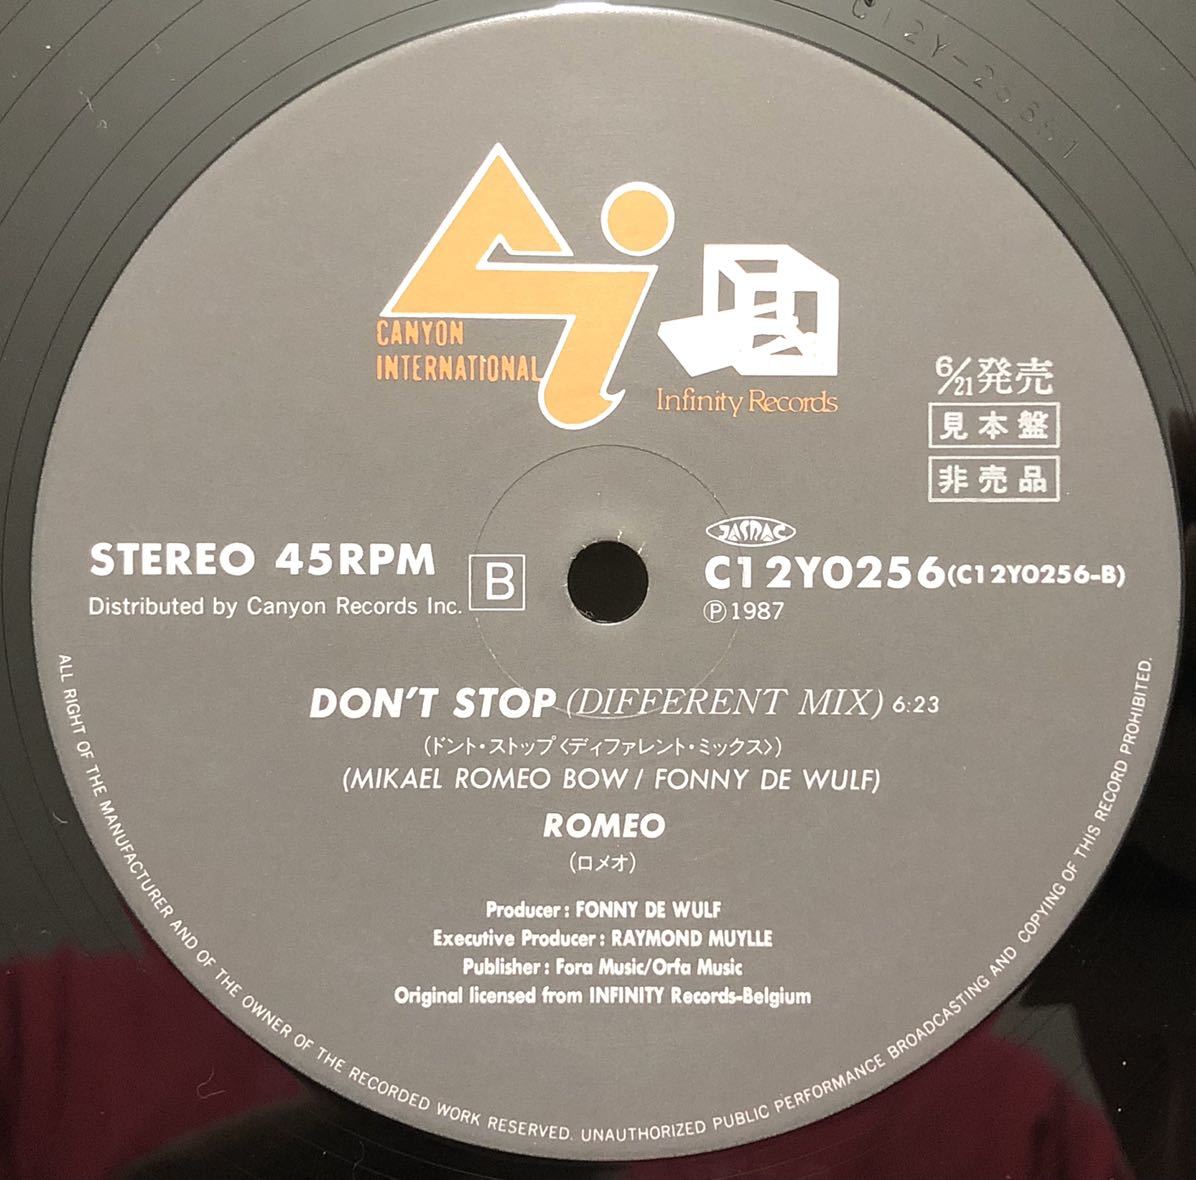 CANYON
INTERNATIONAL
Infinity Records
6/21発売
見本盤
非売品
STEREO 45RPM
Distributed by Canyon Records Inc.
B
JASRAC
C12Y0256(C12Y0256-B)
Ⓟ1987
DON'T STOP (DIFFERENT MIX) 6:23
(ドント・ストップ〈ディファレント・ミックス〉)
(MIKAEL ROMEO BOW / FONNY DE WULF)
ROMEO
(ロメオ)
Producer : FONNY DE WULF
Executive Producer : RAYMOND MUYLLE
Publisher : Fora Music/Orfa Music
Original licensed from INFINITY Records-Belgium
ALL RIGHT OF THE MANUFACTURER AND OF THE OWNER OF THE RECORDED WORK RESERVED. UNAUTHORIZED PUBLIC PERFORMANCE BROADCASTING AND COPYING OF THIS RECORD PROHIBITED.